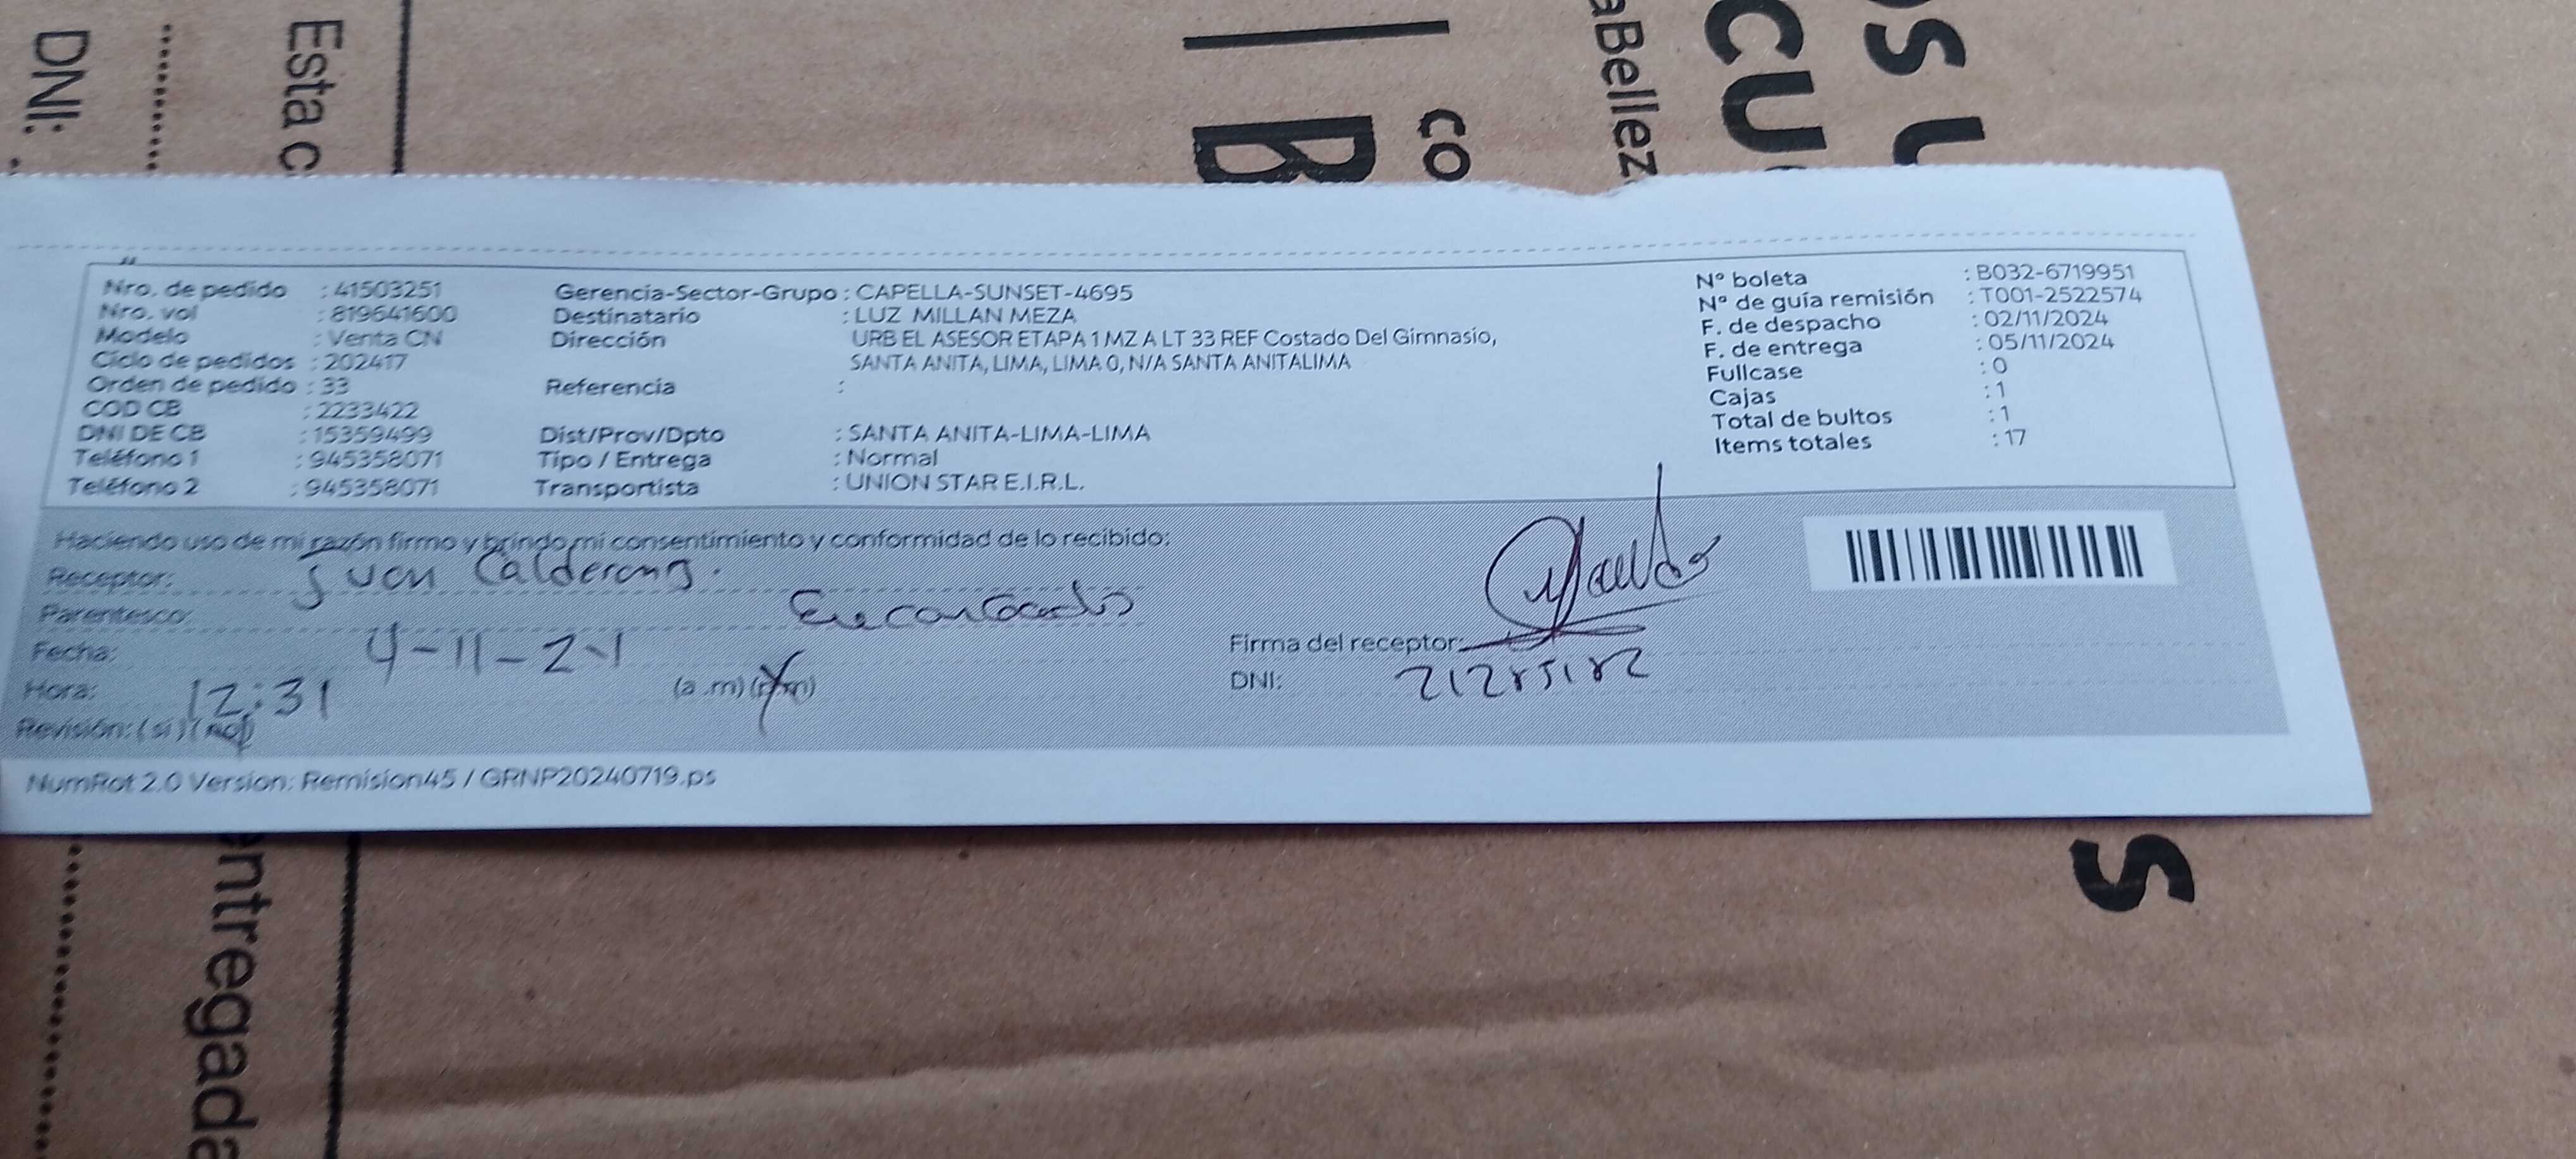 DNI:
Esta c
B
co
aBellez
CU
OS L
Nro. de pedido : 41503251
Nro. vol : 819641600
Modelo : Venta CN
Ciclo de pedidos : 202417
Orden de pedido : 33
COD CB : 2233422
DNI DE CB : 15359499
Teléfono 1 : 945358071
Teléfono 2 : 945358071
Gerencia-Sector-Grupo : CAPELLA-SUNSET-4695
Destinatario : LUZ MILLAN MEZA
Dirección URB EL ASESOR ETAPA 1 MZ A LT 33 REF Costado Del Gimnasio,
SANTA ANITA, LIMA, LIMA 0, N/A SANTA ANITALIMA
Referencia :
Dist/Prov/Dpto : SANTA ANITA-LIMA-LIMA
Tipo / Entrega : Normal
Transportista : UNION STAR E.I.R.L.
N° boleta : B032-6719951
N° de guía remisión : T001-2522574
F. de despacho : 02/11/2024
F. de entrega : 05/11/2024
Fullcase : 0
Cajas : 1
Total de bultos : 1
Items totales : 17
Haciendo uso de mi razón firmo y brindo mi consentimiento y conformidad de lo recibido:
Receptor: Juan Calderon
Parentesco:
Fecha: 4-11-24
Hora: 12:31 (a.m) (p.m)
Revisión: (si) (no)
Firma del receptor:
DNI:
NumRot 2.0 Version: Remision45 / GRNP20240719.ps
entregada
S